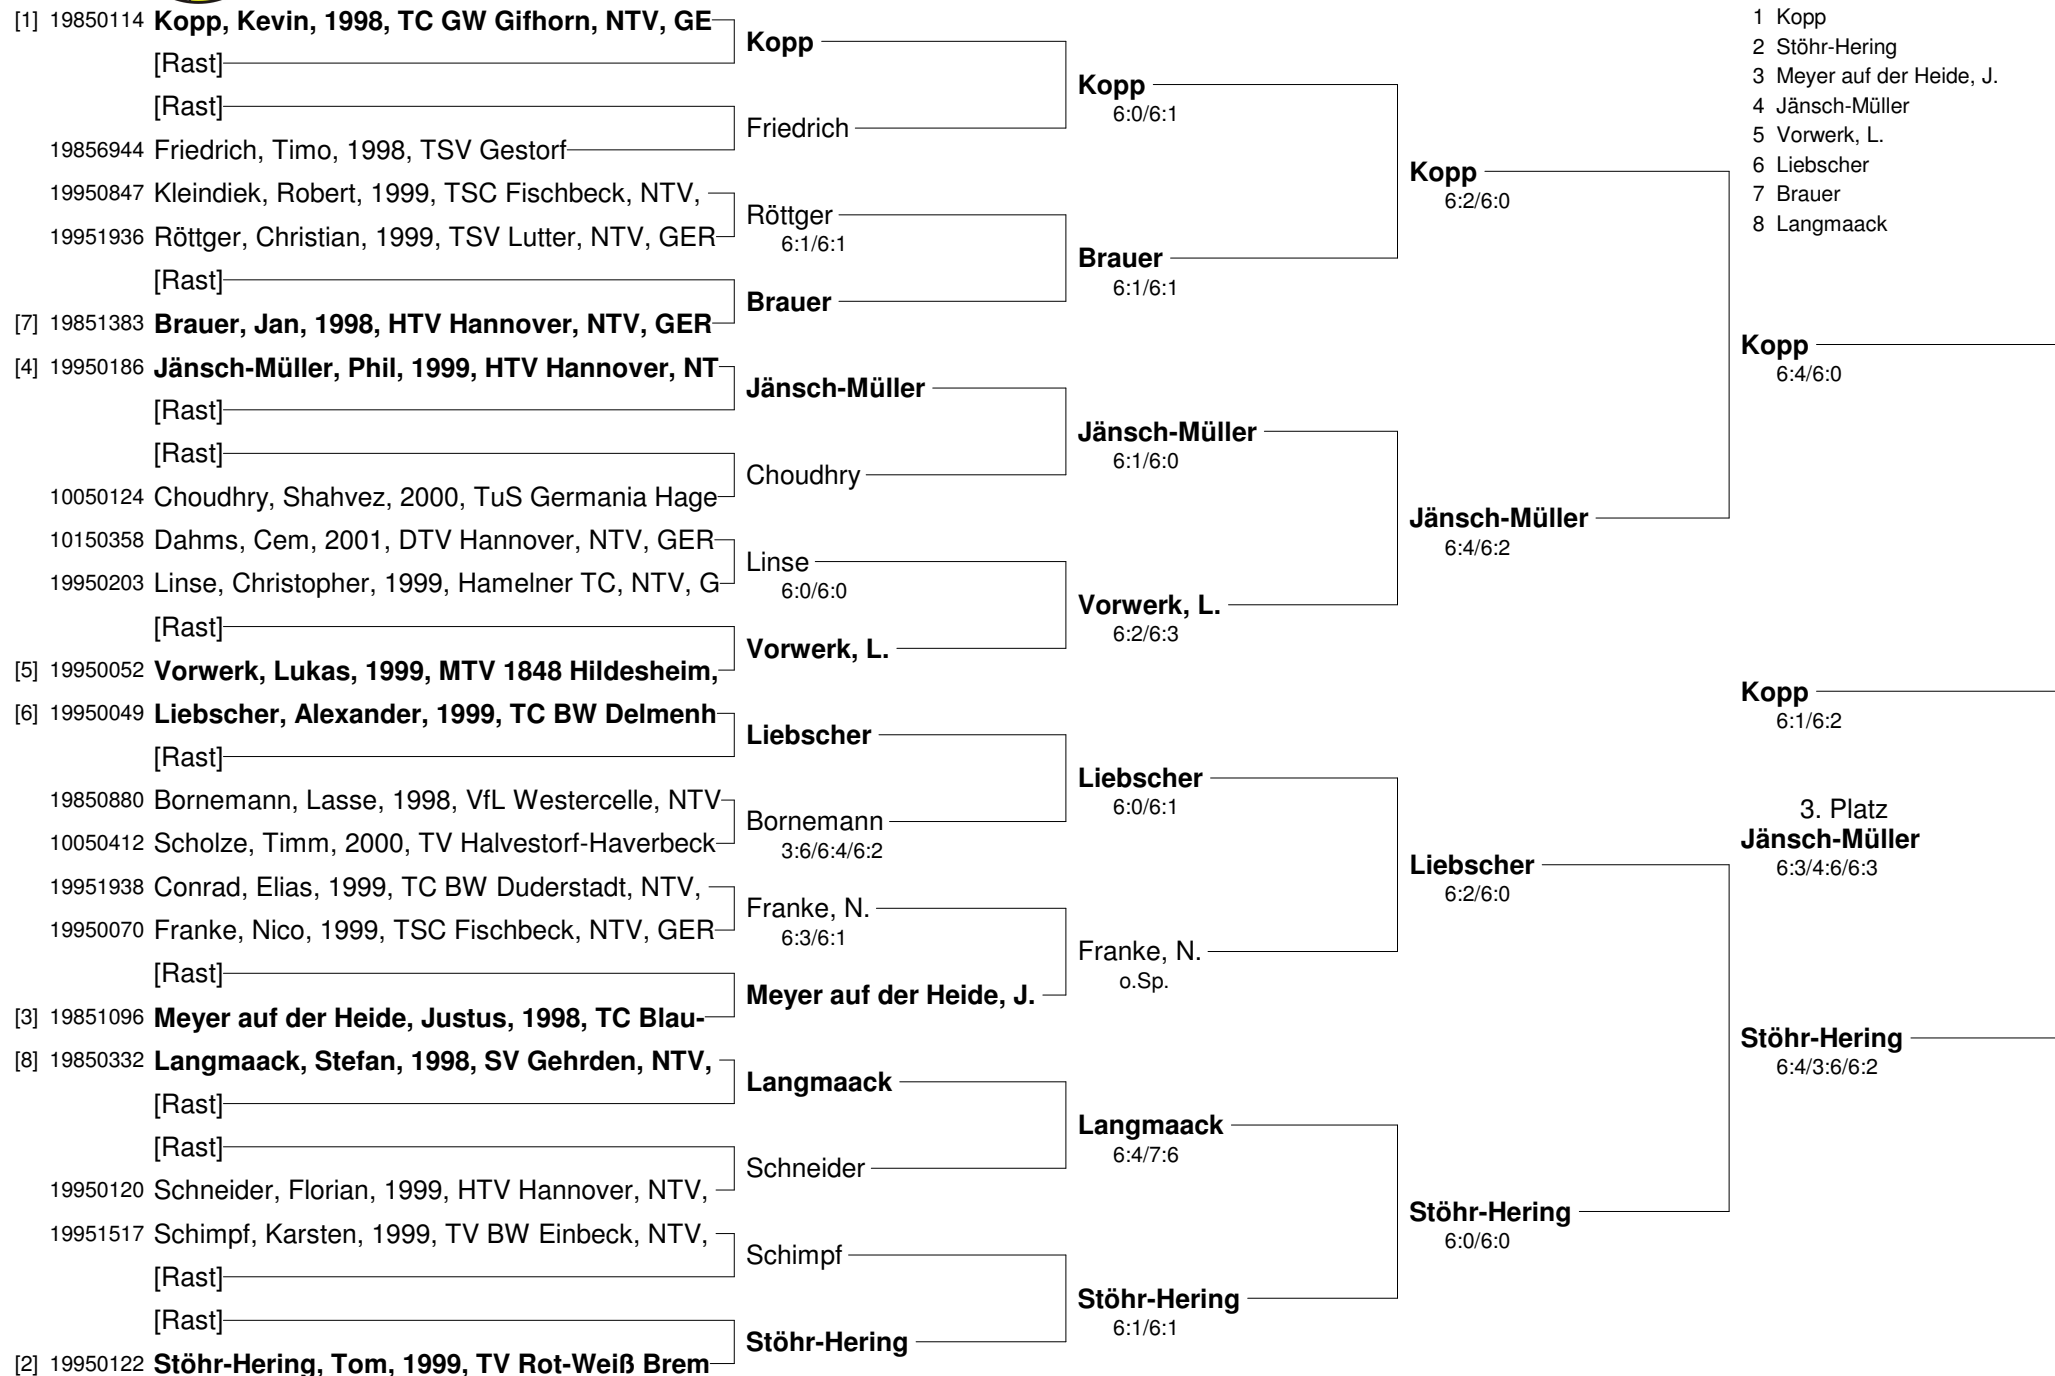 [1] 19850114 Kopp, Kevin, 1998, TC GW Gifhorn, NTV, GE
[Rast]
[Rast]
19856944 Friedrich, Timo, 1998, TSV Gestorf
19950847 Kleindiek, Robert, 1999, TSC Fischbeck, NTV,
19951936 Röttger, Christian, 1999, TSV Lutter, NTV, GER
[Rast]
[7] 19851383 Brauer, Jan, 1998, HTV Hannover, NTV, GER
[4] 19950186 Jänsch-Müller, Phil, 1999, HTV Hannover, NT
[Rast]
[Rast]
10050124 Choudhry, Shahvez, 2000, TuS Germania Hage
10150358 Dahms, Cem, 2001, DTV Hannover, NTV, GER
19950203 Linse, Christopher, 1999, Hamelner TC, NTV, G
[Rast]
[5] 19950052 Vorwerk, Lukas, 1999, MTV 1848 Hildesheim,
[6] 19950049 Liebscher, Alexander, 1999, TC BW Delmenh
[Rast]
19850880 Bornemann, Lasse, 1998, VfL Westercelle, NTV
10050412 Scholze, Timm, 2000, TV Halvestorf-Haverbeck
19951938 Conrad, Elias, 1999, TC BW Duderstadt, NTV,
19950070 Franke, Nico, 1999, TSC Fischbeck, NTV, GER
[Rast]
[3] 19851096 Meyer auf der Heide, Justus, 1998, TC Blau-
[8] 19850332 Langmaack, Stefan, 1998, SV Gehrden, NTV,
[Rast]
[Rast]
19950120 Schneider, Florian, 1999, HTV Hannover, NTV,
19951517 Schimpf, Karsten, 1999, TV BW Einbeck, NTV,
[Rast]
[Rast]
[2] 19950122 Stöhr-Hering, Tom, 1999, TV Rot-Weiß Brem
Kopp
Friedrich
Röttger
6:1/6:1
Brauer
Jänsch-Müller
Choudhry
Linse
6:0/6:0
Vorwerk, L.
Liebscher
Bornemann
3:6/6:4/6:2
Franke, N.
6:3/6:1
Meyer auf der Heide, J.
Langmaack
Schneider
Schimpf
Stöhr-Hering
Kopp
6:0/6:1
Brauer
6:1/6:1
Jänsch-Müller
6:1/6:0
Vorwerk, L.
6:2/6:3
Liebscher
6:0/6:1
Franke, N.
o.Sp.
Langmaack
6:4/7:6
Stöhr-Hering
6:1/6:1
Kopp
6:2/6:0
Jänsch-Müller
6:4/6:2
Liebscher
6:2/6:0
Stöhr-Hering
6:0/6:0
1 Kopp
2 Stöhr-Hering
3 Meyer auf der Heide, J.
4 Jänsch-Müller
5 Vorwerk, L.
6 Liebscher
7 Brauer
8 Langmaack
Kopp
6:4/6:0
Kopp
6:1/6:2
3. Platz
Jänsch-Müller
6:3/4:6/6:3
Stöhr-Hering
6:4/3:6/6:2